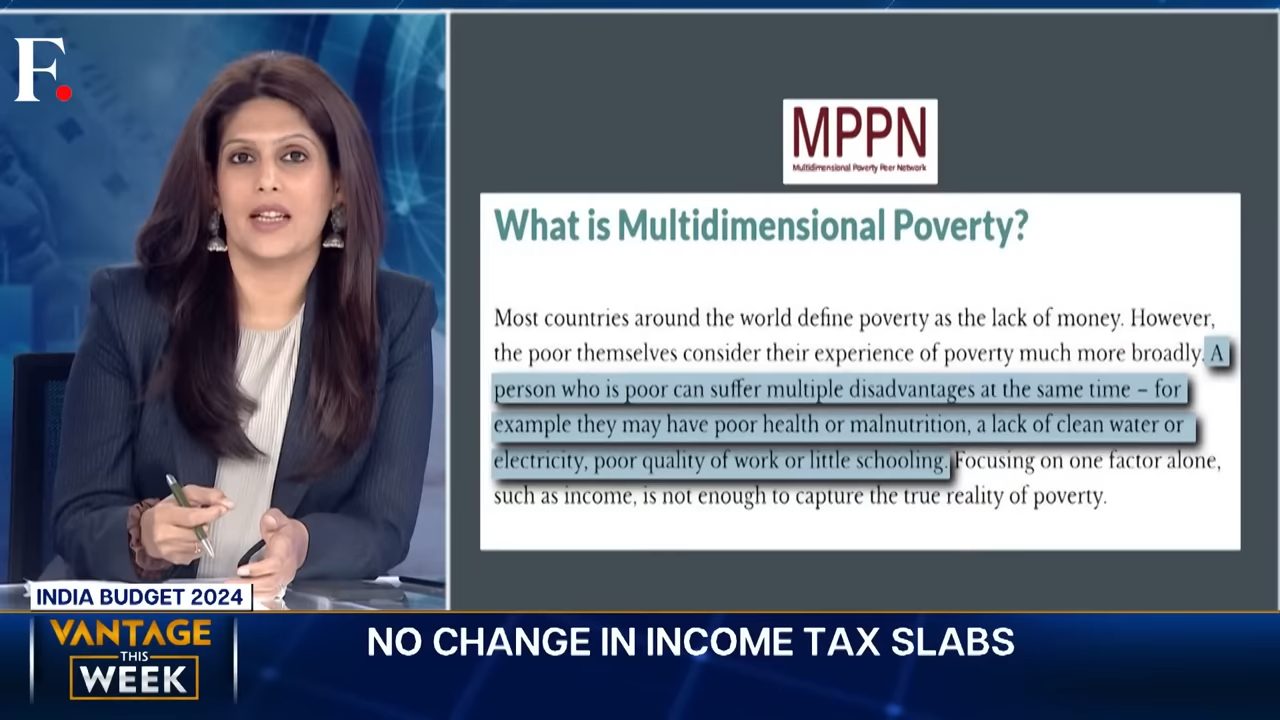 F.
MPPN
Multidimensional Poverty Peer Network
What is Multidimensional Poverty?
Most countries around the world define poverty as the lack of money. However,
the poor themselves consider their experience of poverty much more broadly. A
person who is poor can suffer multiple disadvantages at the same time – for
example they may have poor health or malnutrition, a lack of clean water or
electricity, poor quality of work or little schooling. Focusing on one factor alone,
such as income, is not enough to capture the true reality of poverty.
INDIA BUDGET 2024
VANTAGE
THIS
WEEK
NO CHANGE IN INCOME TAX SLABS